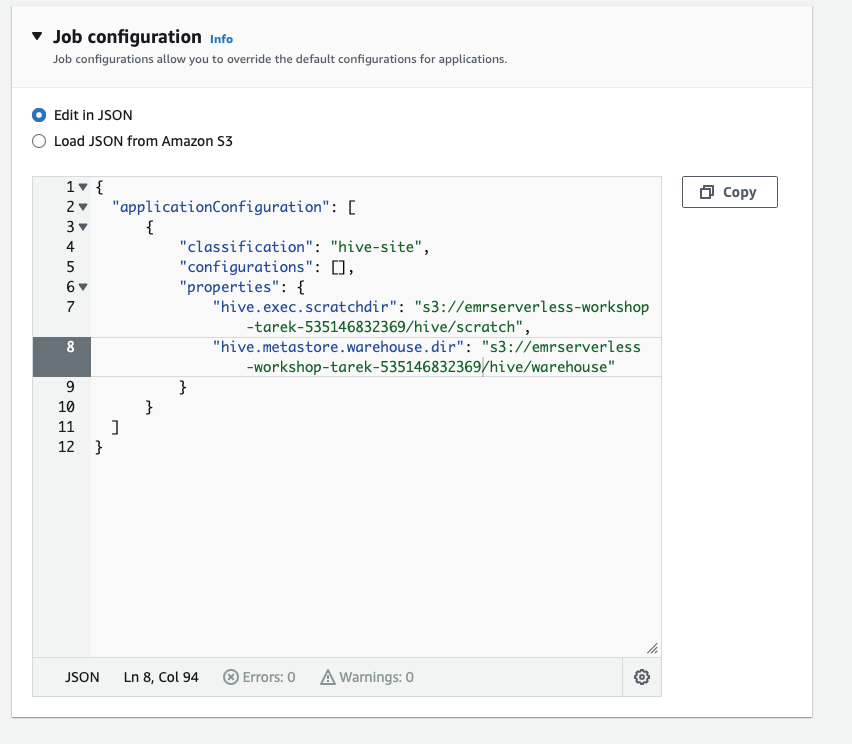 Job configuration Info
Job configurations allow you to override the default configurations for applications.
Edit in JSON
Load JSON from Amazon S3
Copy
1 {
2 "applicationConfiguration": [
3 {
4 "classification": "hive-site",
5 "configurations": [],
6 "properties": {
7 "hive.exec.scratchdir": "s3://emrserverless-workshop
-tarek-535146832369/hive/scratch",
8 "hive.metastore.warehouse.dir": "s3://emrserverless
-workshop-tarek-535146832369/hive/warehouse"
9 }
10 }
11 ]
12 }
JSON Ln 8, Col 94 Errors: 0 Warnings: 0